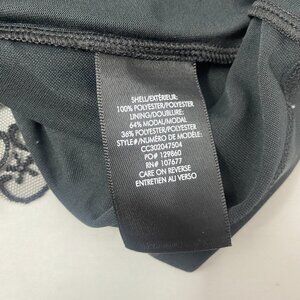 SHELL/EXTÉRIEUR:
100% POLYESTER/POLYESTER
LINING/DOUBLURE:
64% MODAL/MODAL
36% POLYESTER/POLYESTER
STYLE#/NUMÉRO DE MODÈLE:
CC302047504
PO# 129860
RN# 107677
CARE ON REVERSE
ENTRETIEN AU VERSO